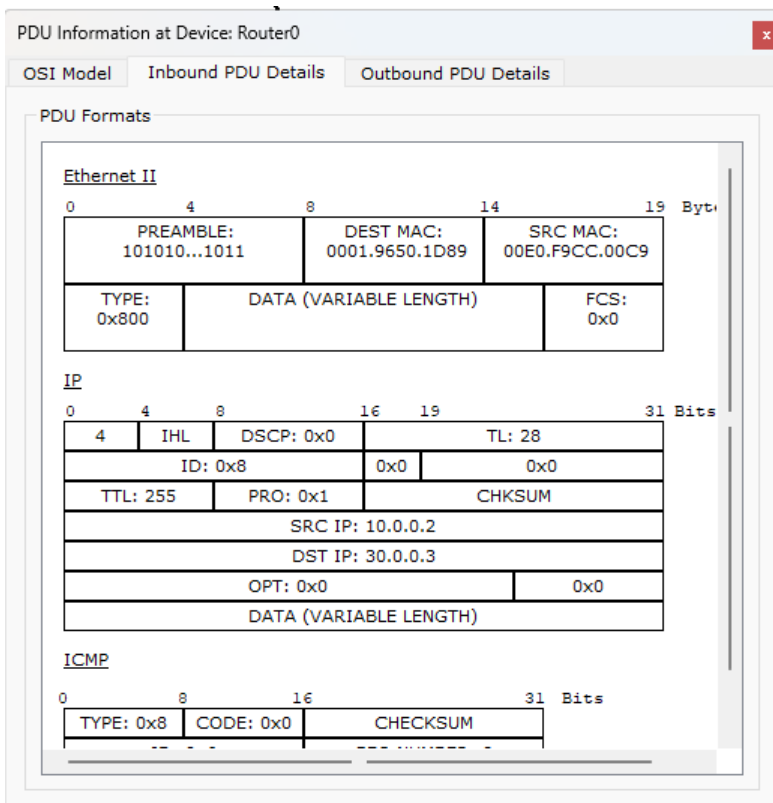 PDU Information at Device: Router0
x
OSI Model Inbound PDU Details Outbound PDU Details
PDU Formats
Ethernet II
0 4 8 14 19 Byte
PREAMBLE: DEST MAC: SRC MAC:
101010...1011 0001.9650.1D89 00E0.F9CC.00C9
TYPE: DATA (VARIABLE LENGTH) FCS:
0x800 0x0
IP
0 4 8 16 19 31 Bits
4 IHL DSCP: 0x0 TL: 28
ID: 0x8 0x0 0x0
TTL: 255 PRO: 0x1 CHKSUM
SRC IP: 10.0.0.2
DST IP: 30.0.0.3
OPT: 0x0 0x0
DATA (VARIABLE LENGTH)
ICMP
0 8 16 31 Bits
TYPE: 0x8 CODE: 0x0 CHECKSUM